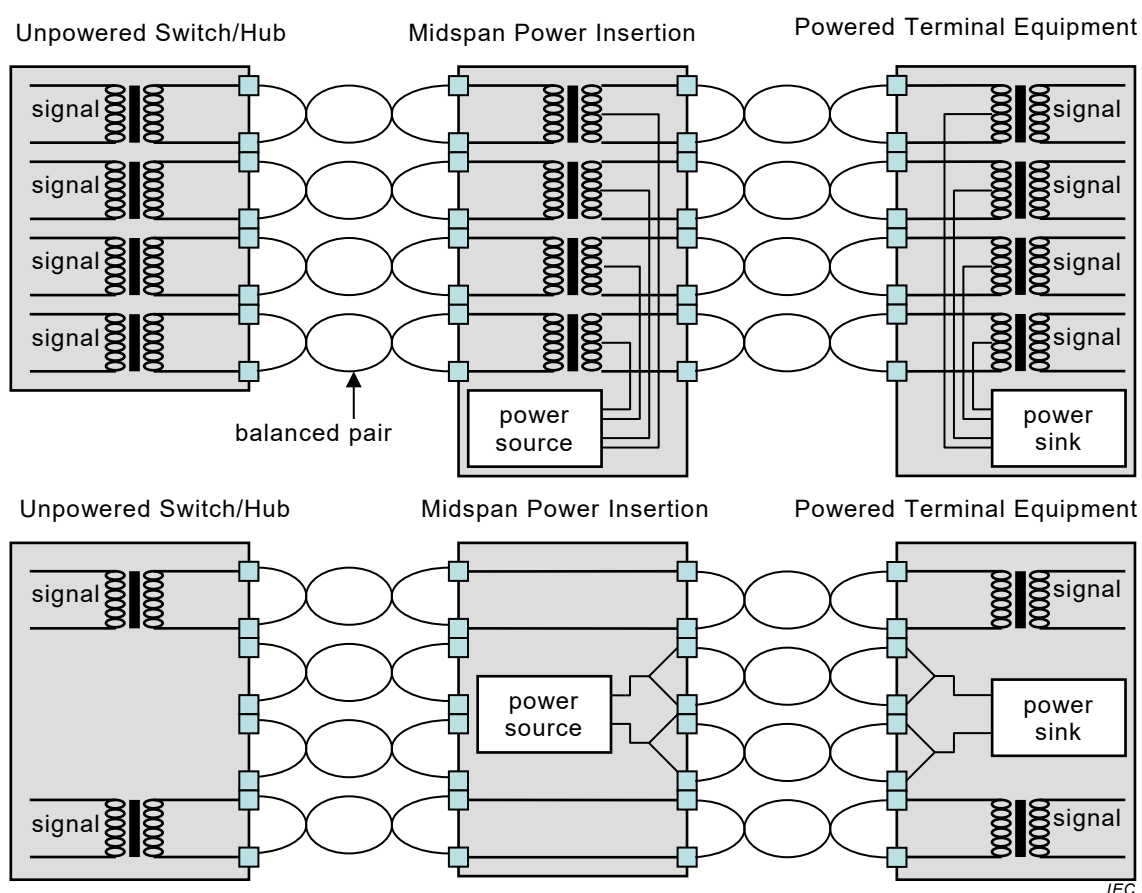 Unpowered Switch/Hub
Midspan Power Insertion
Powered Terminal Equipment
signal
signal
signal
signal
signal
signal
signal
signal
balanced pair
power
source
power
sink
Unpowered Switch/Hub
Midspan Power Insertion
Powered Terminal Equipment
signal
signal
power
source
power
sink
signal
signal
IEC